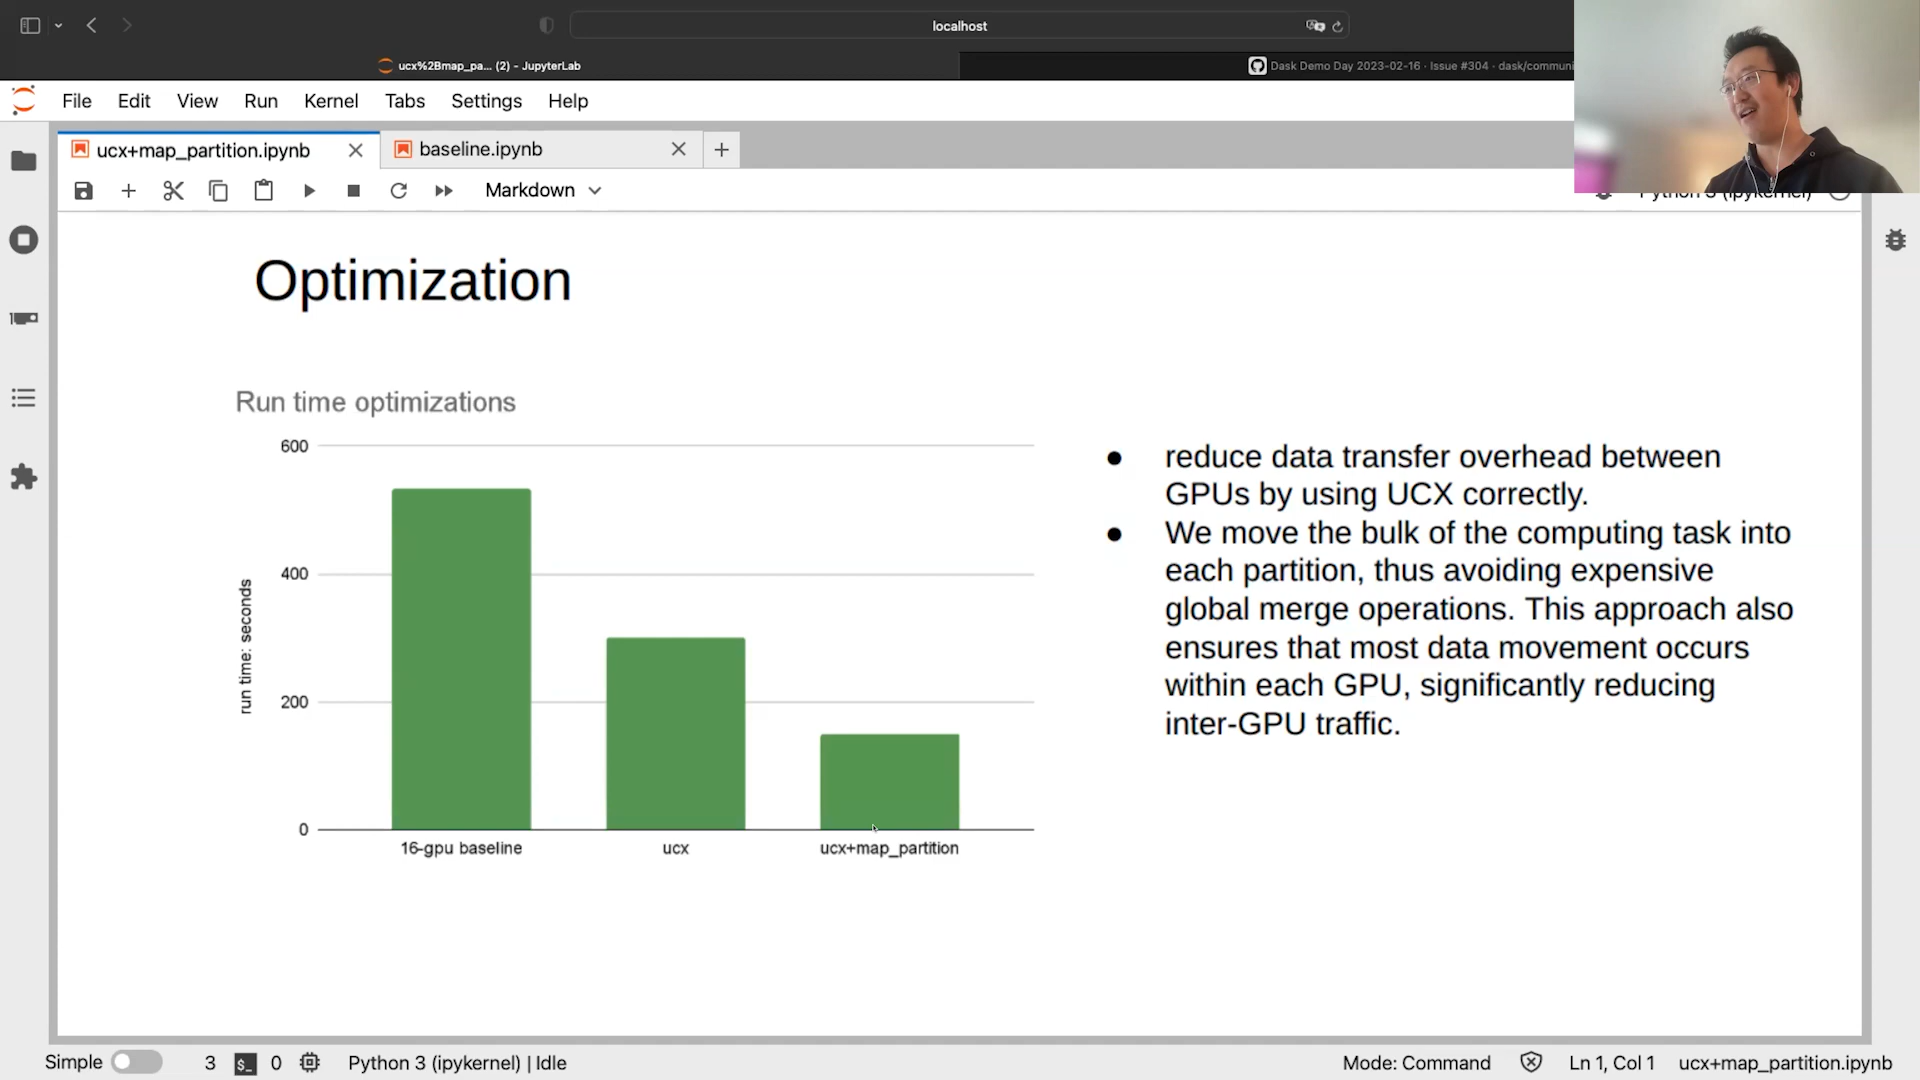 localhost
ucx%2Bmap_pa... (2) - JupyterLab
Dask Demo Day 2023-02-16 · Issue #304 · dask/communi
File Edit View Run Kernel Tabs Settings Help
ucx+map_partition.ipynb
baseline.ipynb
Markdown
Python 3 (ipykernel)
Optimization
Run time optimizations
600
400
200
0
run time: seconds
16-gpu baseline
ucx
ucx+map_partition
● reduce data transfer overhead between
GPUs by using UCX correctly.
● We move the bulk of the computing task into
each partition, thus avoiding expensive
global merge operations. This approach also
ensures that most data movement occurs
within each GPU, significantly reducing
inter-GPU traffic.
Simple 3 $_ 0 Python 3 (ipykernel) | Idle
Mode: Command Ln 1, Col 1 ucx+map_partition.ipynb